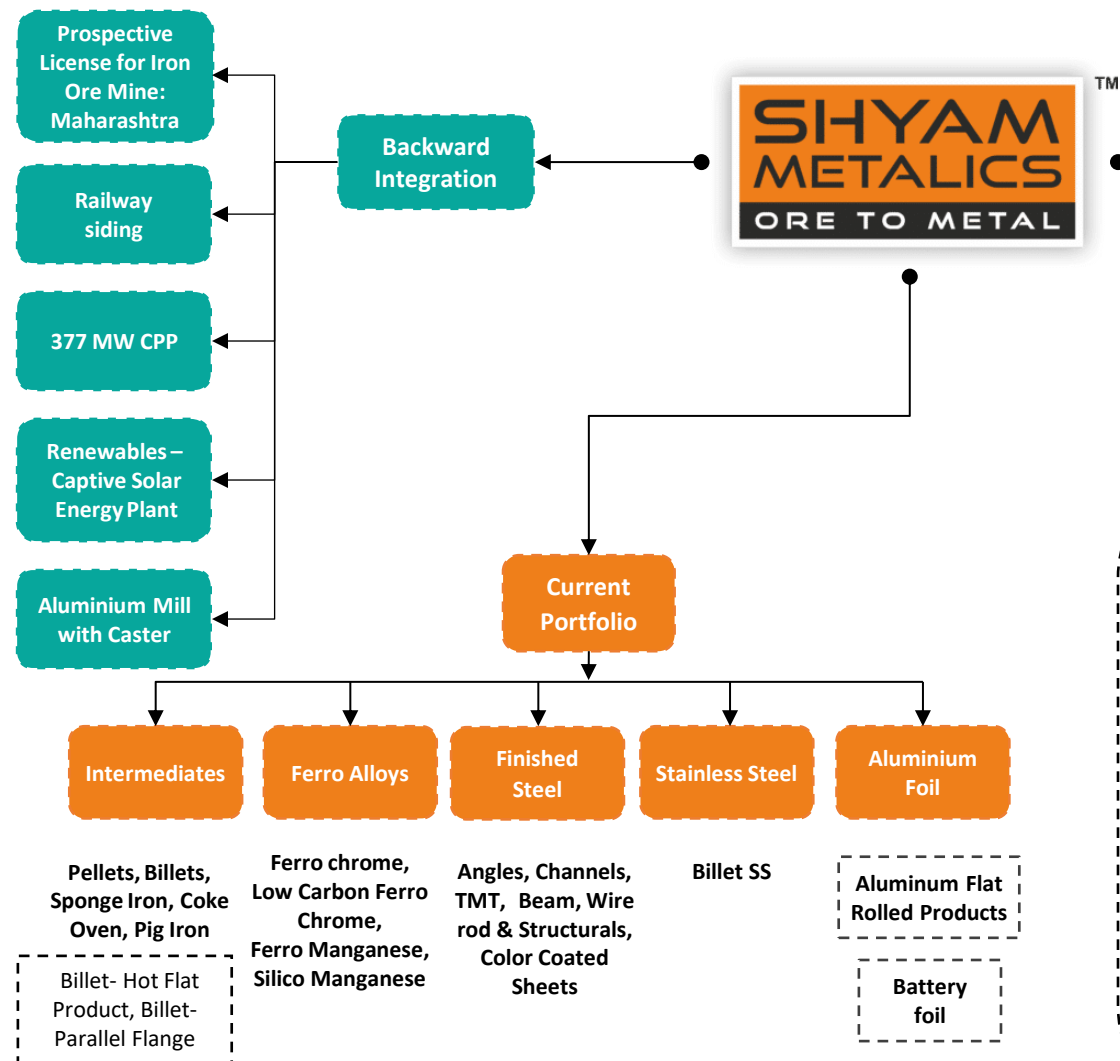 Prospective
License for Iron
Ore Mine:
Maharashtra
Railway
siding
377 MW CPP
Renewables –
Captive Solar
Energy Plant
Aluminium Mill
with Caster
Backward
Integration
TM
SHYAM
METALICS
ORE TO METAL
Current
Portfolio
Intermediates
Ferro Alloys
Finished
Steel
Stainless Steel
Aluminium
Foil
Pellets, Billets,
Sponge Iron, Coke
Oven, Pig Iron
Billet- Hot Flat
Product, Billet-
Parallel Flange
Ferro chrome,
Low Carbon Ferro
Chrome,
Ferro Manganese,
Silico Manganese
Angles, Channels,
TMT, Beam, Wire
rod & Structurals,
Color Coated
Sheets
Billet SS
Aluminum Flat
Rolled Products
Battery
foil